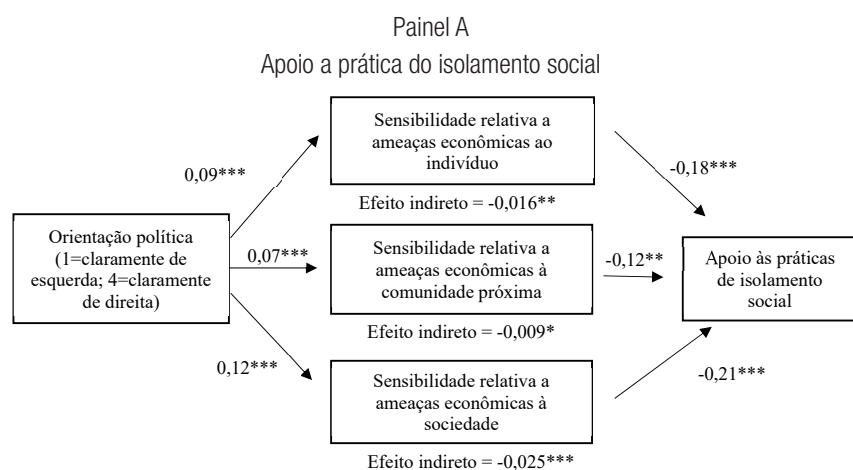 Painel A
Apoio a prática do isolamento social
Sensibilidade relativa a
ameaças econômicas ao
indivíduo
0,09***
-0,18***
Efeito indireto = -0,016**
Orientação política
(1=claramente de
esquerda; 4=claramente
de direita)
0,07***
Sensibilidade relativa a
ameaças econômicas à
comunidade próxima
-0,12**
Apoio às práticas
de isolamento
social
Efeito indireto = -0,009*
0,12***
Sensibilidade relativa a
ameaças econômicas à
sociedade
-0,21***
Efeito indireto = -0,025***